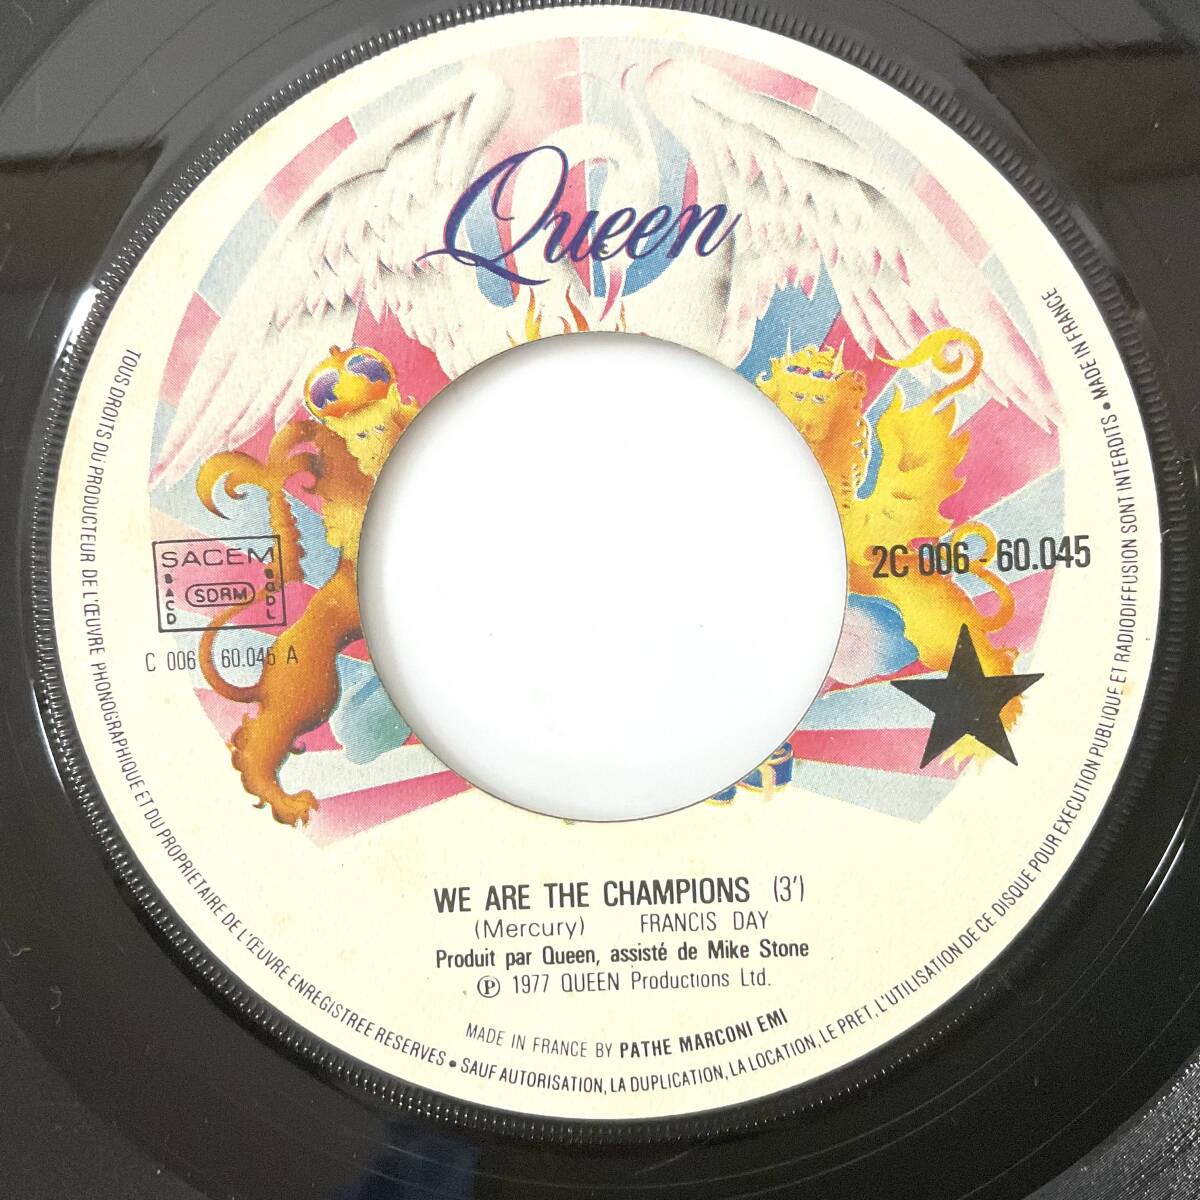 Queen
SACEM
BACD
SDRM
BGDL
C 006 60.045 A
2C 006 - 60.045
WE ARE THE CHAMPIONS (3')
(Mercury) FRANCIS DAY
Produit par Queen, assisté de Mike Stone
Ⓟ 1977 QUEEN Productions Ltd.
MADE IN FRANCE BY PATHE MARCONI EMI
TOUS DROITS DU PRODUCTEUR DE L'ŒUVRE PHONOGRAPHIQUE ET DU PROPRIETAIRE DE L'ŒUVRE ENREGISTREE RESERVES • SAUF AUTORISATION, LA DUPLICATION, LA LOCATION, LE PRET, L'UTILISATION DE CE DISQUE POUR EXECUTION PUBLIQUE ET RADIODIFFUSION SONT INTERDITS • MADE IN FRANCE